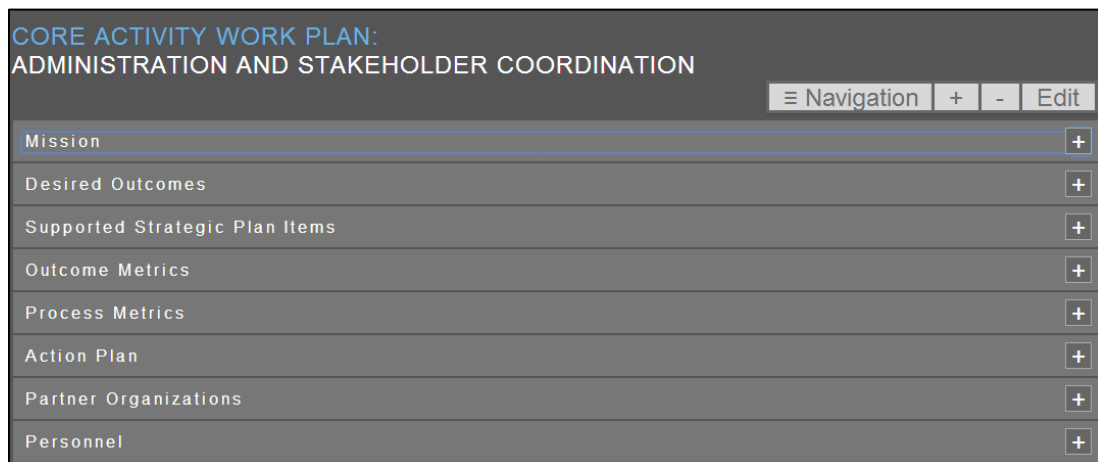 CORE ACTIVITY WORK PLAN:
ADMINISTRATION AND STAKEHOLDER COORDINATION
≡ Navigation + - Edit
Mission +
Desired Outcomes +
Supported Strategic Plan Items +
Outcome Metrics +
Process Metrics +
Action Plan +
Partner Organizations +
Personnel +